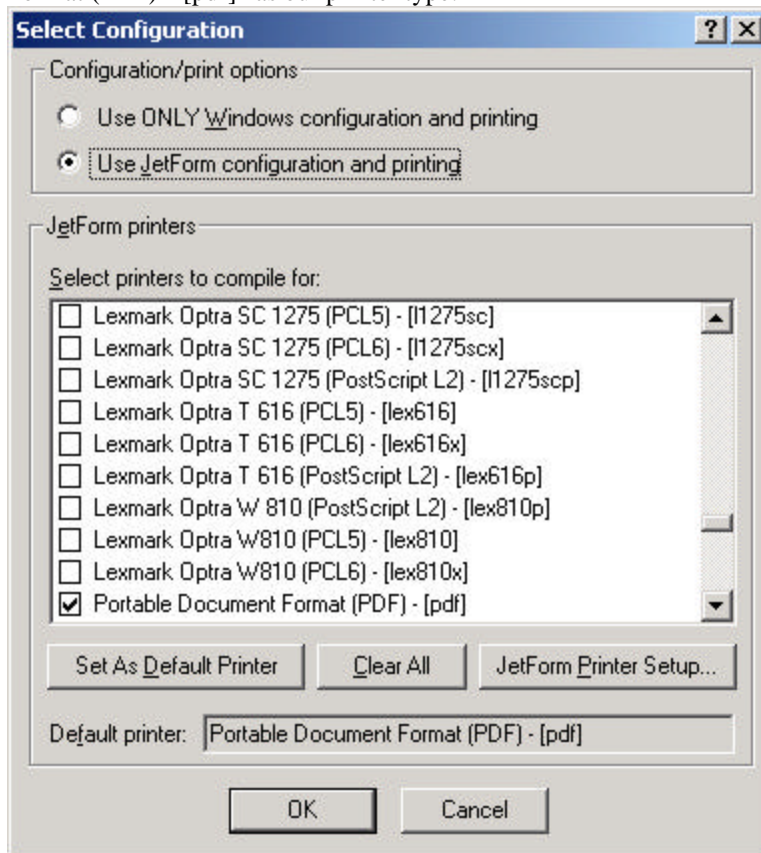 Select Configuration
Configuration/print options
Use ONLY Windows configuration and printing
Use JetForm configuration and printing
JetForm printers
Select printers to compile for:
Lexmark Optra SC 1275 (PCL5) - [l1275sc]
Lexmark Optra SC 1275 (PCL6) - [l1275scx]
Lexmark Optra SC 1275 (PostScript L2) - [l1275scp]
Lexmark Optra T 616 (PCL5) - [lex616]
Lexmark Optra T 616 (PCL6) - [lex616x]
Lexmark Optra T 616 (PostScript L2) - [lex616p]
Lexmark Optra W 810 (PostScript L2) - [lex810p]
Lexmark Optra W810 (PCL5) - [lex810]
Lexmark Optra W810 (PCL6) - [lex810x]
Portable Document Format (PDF) - [pdf]
Set As Default Printer Clear All JetForm Printer Setup...
Default printer: Portable Document Format (PDF) - [pdf]
OK Cancel